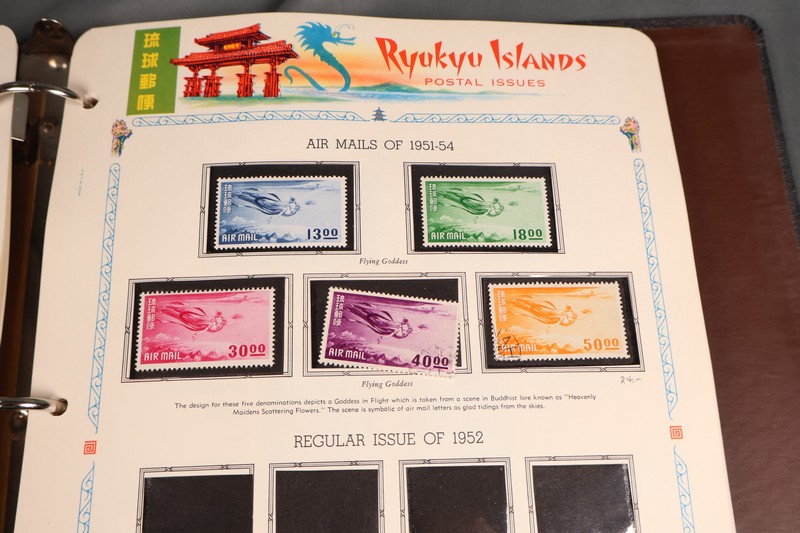 琉球郵便
RYUKYU ISLANDS
POSTAL ISSUES
AIR MAILS OF 1951-54
琉球郵便
AIR MAIL 13.00
琉球郵便
AIR MAIL 18.00
Flying Goddess
琉球郵便
AIR MAIL 30.00
琉球郵便
AIR MAIL 40.00
琉球郵便
AIR MAIL 50.00
Flying Goddess
24.—
The design for these five denominations depicts a Goddess in Flight which is taken from a scene in Buddhist lore known as "Heavenly
Maidens Scattering Flowers." The scene is symbolic of air mail letters as glad tidings from the skies.
REGULAR ISSUE OF 1952